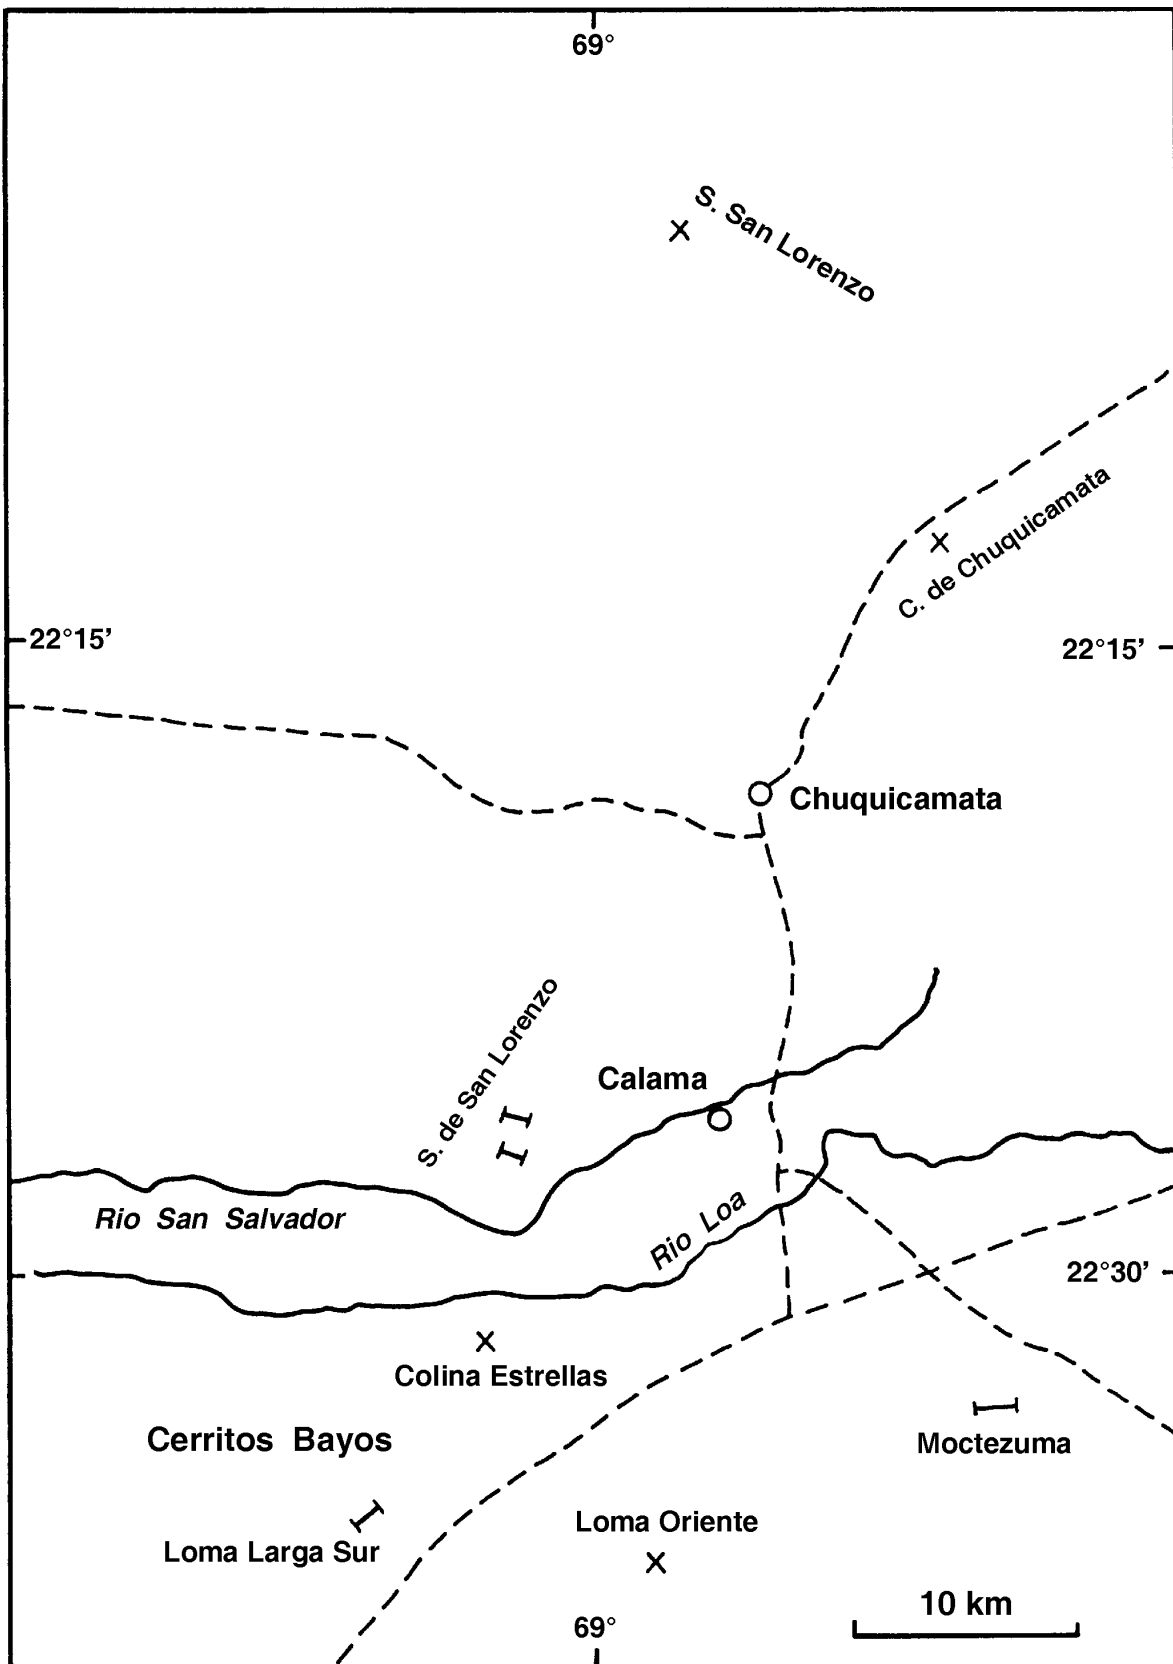 69°
S. San Lorenzo
C. de Chuquicamata
22°15’
22°15’
Chuquicamata
S. de San Lorenzo
Calama
Rio San Salvador
Rio Loa
22°30’
Colina Estrellas
Cerritos Bayos
Moctezuma
Loma Oriente
Loma Larga Sur
10 km
69°